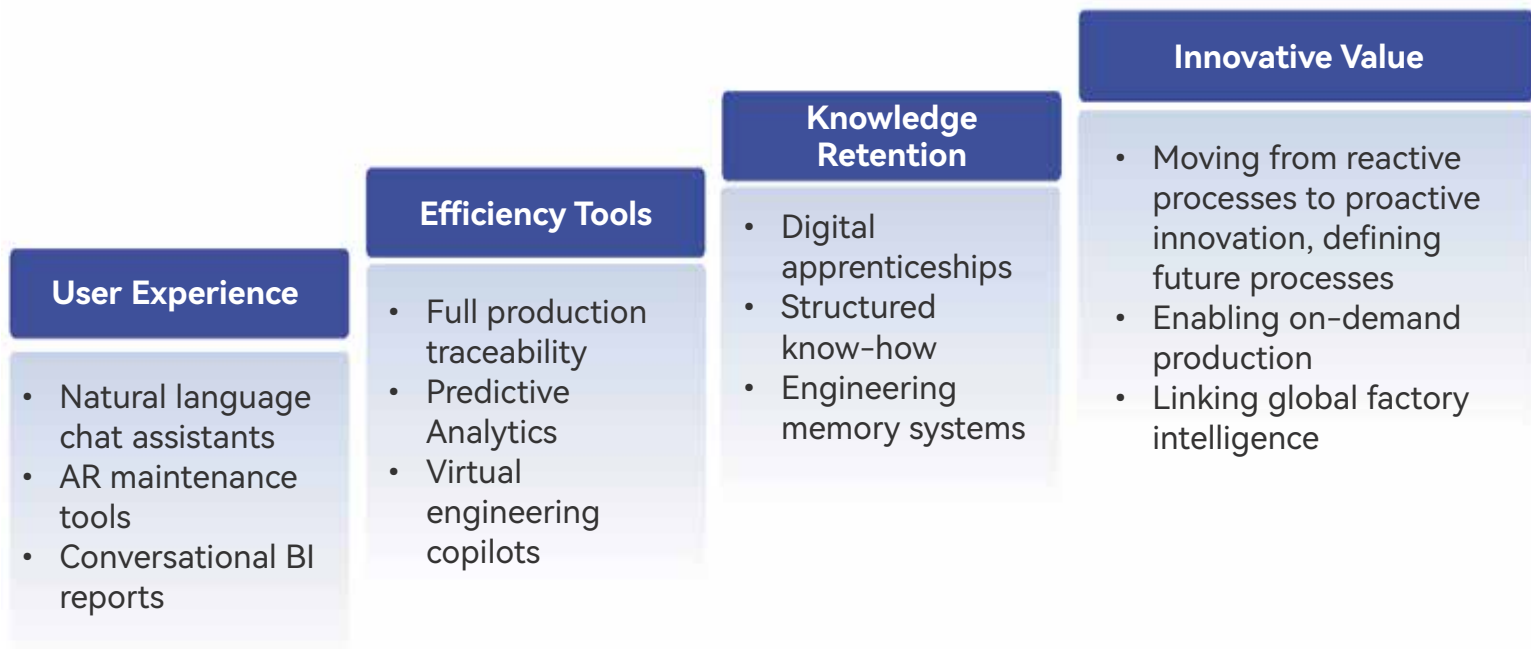 User Experience
• Natural language
chat assistants
• AR maintenance
tools
• Conversational BI
reports
Efficiency Tools
• Full production
traceability
• Predictive
Analytics
• Virtual
engineering
copilots
Knowledge
Retention
• Digital
apprenticeships
• Structured
know-how
• Engineering
memory systems
Innovative Value
• Moving from reactive
processes to proactive
innovation, defining
future processes
• Enabling on-demand
production
• Linking global factory
intelligence